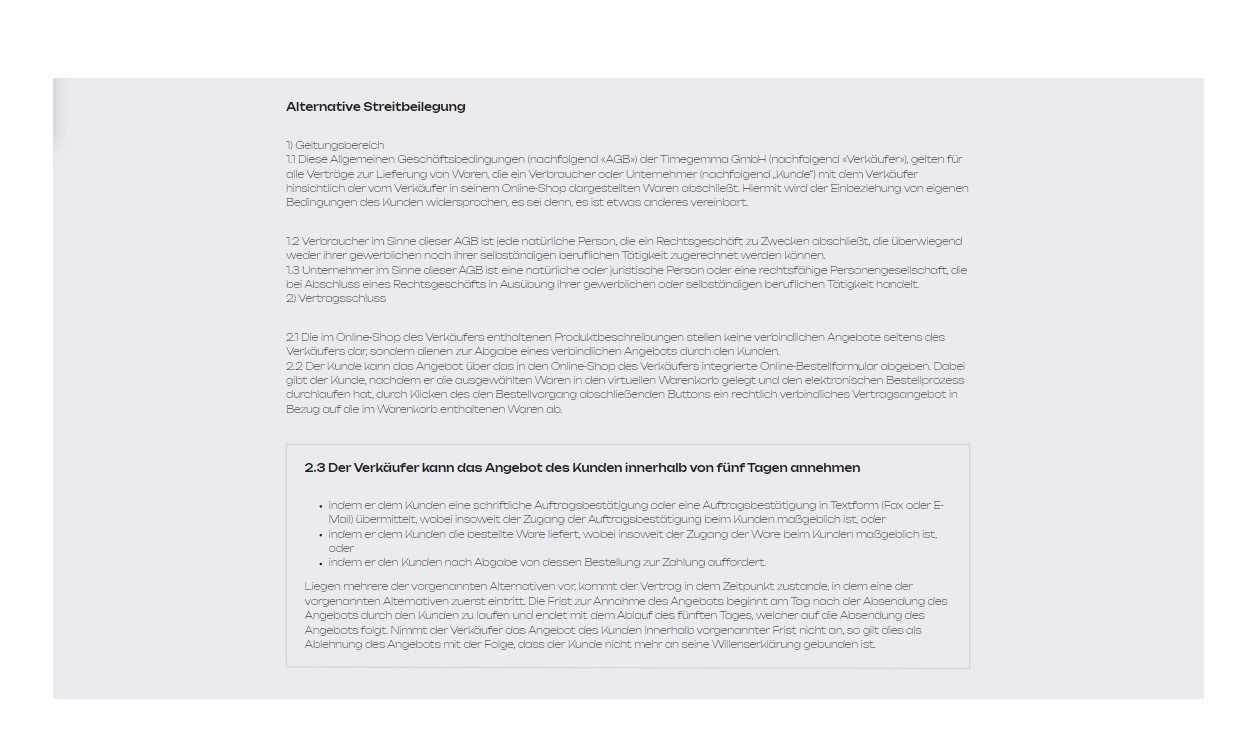 Alternative Streitbeilegung
1) Geltungsbereich
1.1 Diese Allgemeinen Geschäftsbedingungen (nachfolgend «AGB») der Timegemma GmbH (nachfolgend «Verkäufer»), gelten für
alle Verträge zur Lieferung von Waren, die ein Verbraucher oder Unternehmer (nachfolgend „Kunde“) mit dem Verkäufer
hinsichtlich der vom Verkäufer in seinem Online-Shop dargestellten Waren abschließt. Hiermit wird der Einbeziehung von eigenen
Bedingungen des Kunden widersprochen, es sei denn, es ist etwas anderes vereinbart.
1.2 Verbraucher im Sinne dieser AGB ist jede natürliche Person, die ein Rechtsgeschäft zu Zwecken abschließt, die überwiegend
weder ihrer gewerblichen noch ihrer selbständigen beruflichen Tätigkeit zugerechnet werden können.
1.3 Unternehmer im Sinne dieser AGB ist eine natürliche oder juristische Person oder eine rechtsfähige Personengesellschaft, die
bei Abschluss eines Rechtsgeschäfts in Ausübung ihrer gewerblichen oder selbständigen beruflichen Tätigkeit handelt.
2) Vertragsschluss
2.1 Die im Online-Shop des Verkäufers enthaltenen Produktbeschreibungen stellen keine verbindlichen Angebote seitens des
Verkäufers dar, sondern dienen zur Abgabe eines verbindlichen Angebots durch den Kunden.
2.2 Der Kunde kann das Angebot über das in den Online-Shop des Verkäufers integrierte Online-Bestellformular abgeben. Dabei
gibt der Kunde, nachdem er die ausgewählten Waren in den virtuellen Warenkorb gelegt und den elektronischen Bestellprozess
durchlaufen hat, durch Klicken des den Bestellvorgang abschließenden Buttons ein rechtlich verbindliches Vertragsangebot in
Bezug auf die im Warenkorb enthaltenen Waren ab.
2.3 Der Verkäufer kann das Angebot des Kunden innerhalb von fünf Tagen annehmen
• indem er dem Kunden eine schriftliche Auftragsbestätigung oder eine Auftragsbestätigung in Textform (Fax oder E-
Mail) übermittelt, wobei insoweit der Zugang der Auftragsbestätigung beim Kunden maßgeblich ist, oder
• indem er dem Kunden die bestellte Ware liefert, wobei insoweit der Zugang der Ware beim Kunden maßgeblich ist,
oder
• indem er den Kunden nach Abgabe von dessen Bestellung zur Zahlung auffordert.
Liegen mehrere der vorgenannten Alternativen vor, kommt der Vertrag in dem Zeitpunkt zustande, in dem eine der
vorgenannten Alternativen zuerst eintritt. Die Frist zur Annahme des Angebots beginnt am Tag nach der Absendung des
Angebots durch den Kunden zu laufen und endet mit dem Ablauf des fünften Tages, welcher auf die Absendung des
Angebots folgt. Nimmt der Verkäufer das Angebot des Kunden innerhalb vorgenannter Frist nicht an, so gilt dies als
Ablehnung des Angebots mit der Folge, dass der Kunde nicht mehr an seine Willenserklärung gebunden ist.